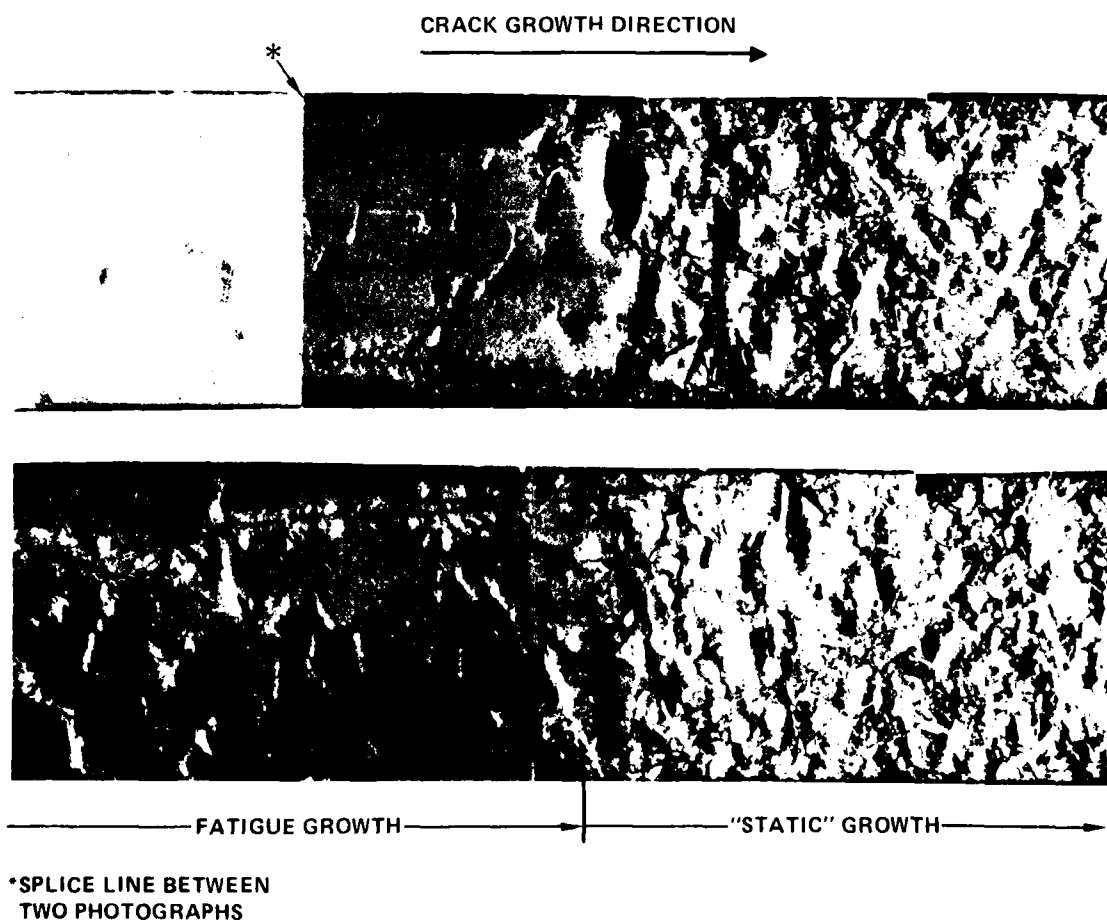 CRACK GROWTH DIRECTION
*
FATIGUE GROWTH "STATIC" GROWTH
*SPLICE LINE BETWEEN
TWO PHOTOGRAPHS